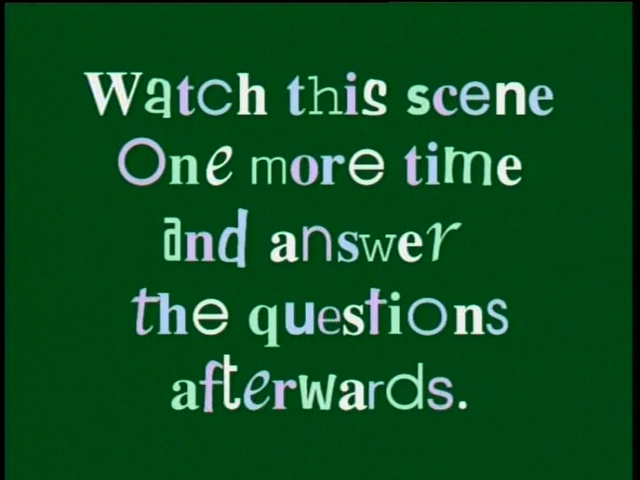 Watch this scene
One more time
and answer
the questions
afterwards.